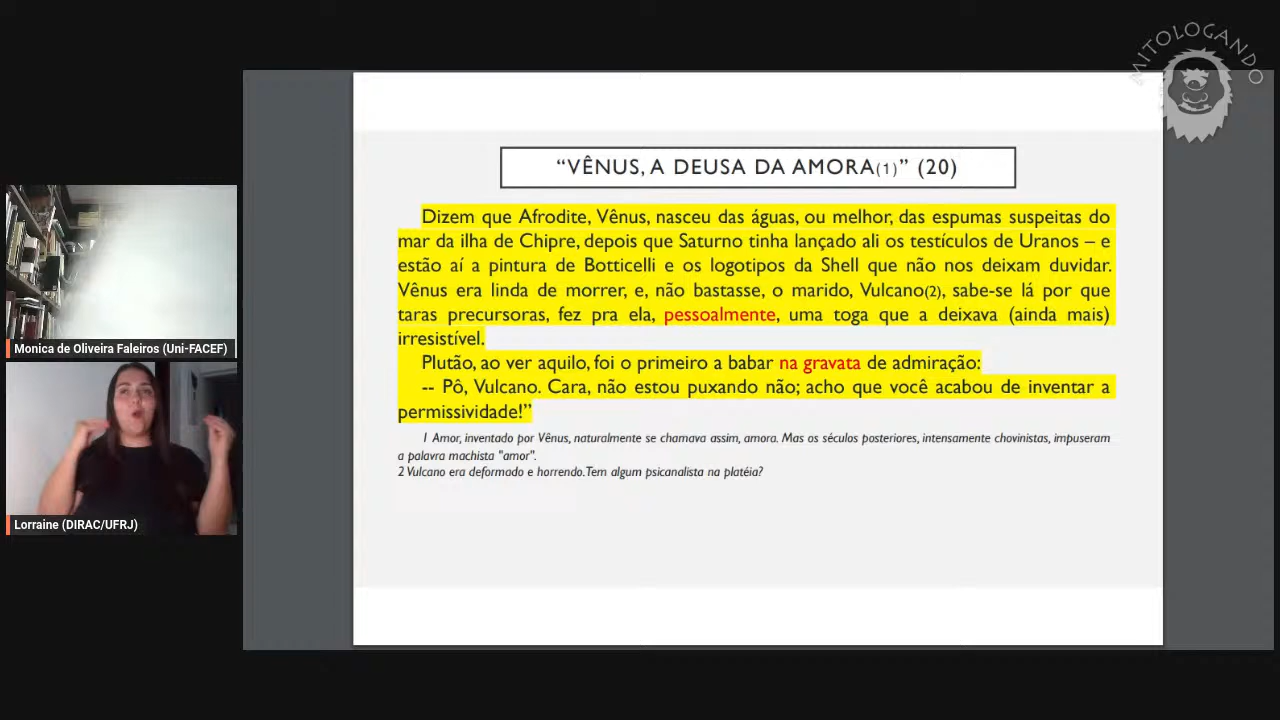 MITOLOGANDO
“VÊNUS, A DEUSA DA AMORA(1)” (20)
Dizem que Afrodite, Vênus, nasceu das águas, ou melhor, das espumas suspeitas do
mar da ilha de Chipre, depois que Saturno tinha lançado ali os testículos de Uranos – e
estão aí a pintura de Botticelli e os logotipos da Shell que não nos deixam duvidar.
Vênus era linda de morrer, e, não bastasse, o marido, Vulcano(2), sabe-se lá por que
taras precursoras, fez pra ela, pessoalmente, uma toga que a deixava (ainda mais)
irresistível.
Plutão, ao ver aquilo, foi o primeiro a babar na gravata de admiração:
-- Pô, Vulcano. Cara, não estou puxando não; acho que você acabou de inventar a
permissividade!”
1 Amor, inventado por Vênus, naturalmente se chamava assim, amora. Mas os séculos posteriores, intensamente chovinistas, impuseram
a palavra machista "amor".
2 Vulcano era deformado e horrendo. Tem algum psicanalista na platéia?
Monica de Oliveira Faleiros (Uni-FACEF)
Lorraine (DIRAC/UFRJ)